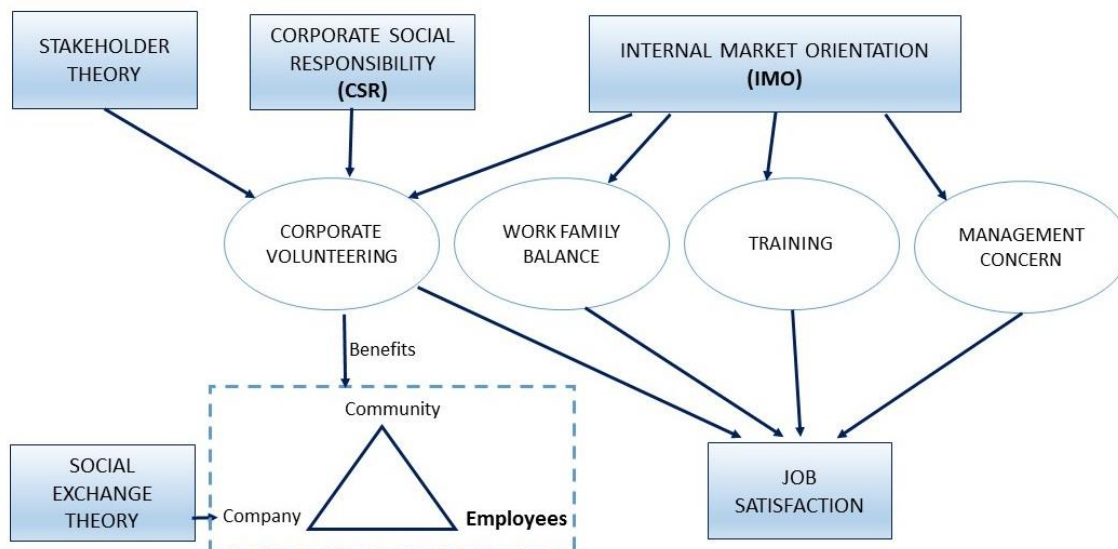 STAKEHOLDER
THEORY
CORPORATE SOCIAL
RESPONSIBILITY
(CSR)
INTERNAL MARKET ORIENTATION
(IMO)
CORPORATE
VOLUNTEERING
WORK FAMILY
BALANCE
TRAINING
MANAGEMENT
CONCERN
Benefits
Community
SOCIAL
EXCHANGE
THEORY
Company
Employees
JOB
SATISFACTION